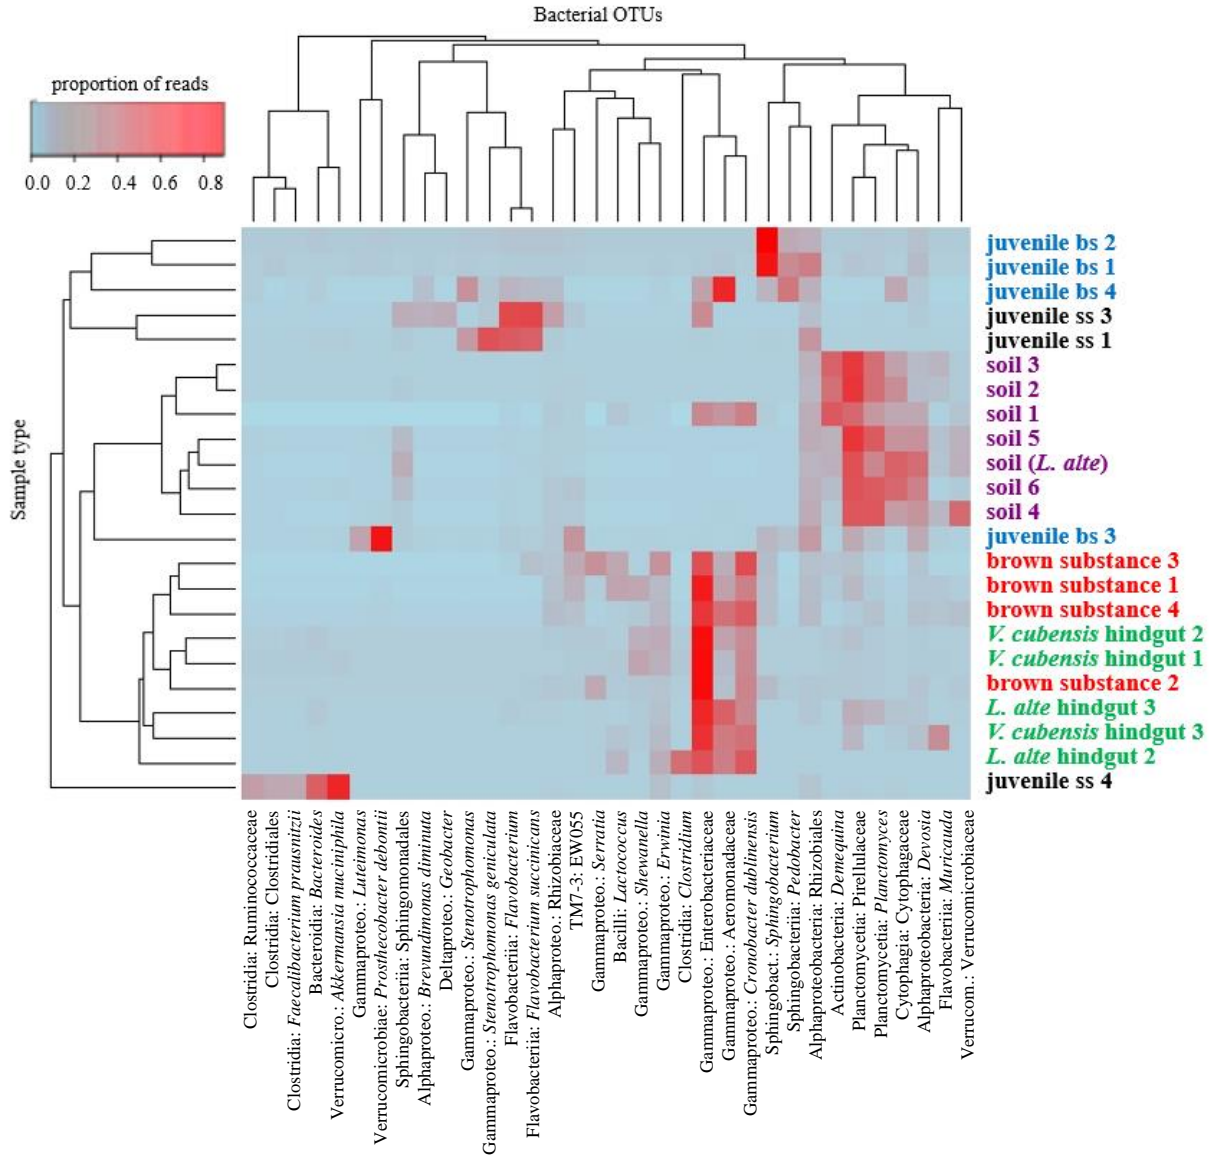 Bacterial OTUs
proportion of reads
0.0 0.2 0.4 0.6 0.8
Sample type
juvenile bs 2
juvenile bs 1
juvenile bs 4
juvenile ss 3
juvenile ss 1
soil 3
soil 2
soil 1
soil 5
soil (L. alte)
soil 6
soil 4
juvenile bs 3
brown substance 3
brown substance 1
brown substance 4
V. cubensis hindgut 2
V. cubensis hindgut 1
brown substance 2
L. alte hindgut 3
V. cubensis hindgut 3
L. alte hindgut 2
juvenile ss 4
Clostridia: Ruminococcaceae
Clostridia: Clostridiales
Clostridia: Faecalibacterium prausnitzii
Bacteroidia: Bacteroides
Verrucomicro.: Akkermansia muciniphila
Gammaproteo.: Luteimonas
Verrucomicrobiae: Prosthecobacter debontii
Sphingobacteriia: Sphingomonadales
Alphaproteo.: Brevundimonas diminuta
Deltaproteo.: Geobacter
Gammaproteo.: Stenotrophomonas
Gammaproteo.: Stenotrophomonas geniculata
Flavobacteriia: Flavobacterium
Flavobacteriia: Flavobacterium succinicans
Alphaproteo.: Rhizobiaceae
TM7-3: EW055
Gammaproteo.: Serratia
Bacilli: Lactococcus
Gammaproteo.: Shewanella
Gammaproteo.: Erwinia
Clostridia: Clostridium
Gammaproteo.: Enterobacteriaceae
Gammaproteo.: Aeromonadaceae
Gammaproteo.: Cronobacter dublinensis
Sphingobact.: Sphingobacterium
Sphingobacteriia: Pedobacter
Alphaproteobacteria: Rhizobiales
Actinobacteria: Demequina
Planctomycetia: Pirellulaceae
Planctomycetia: Planctomyces
Cytophagia: Cytophagaceae
Alphaproteobacteria: Devosia
Flavobacteriia: Muricauda
Verrucom.: Verrucomicrobiaceae